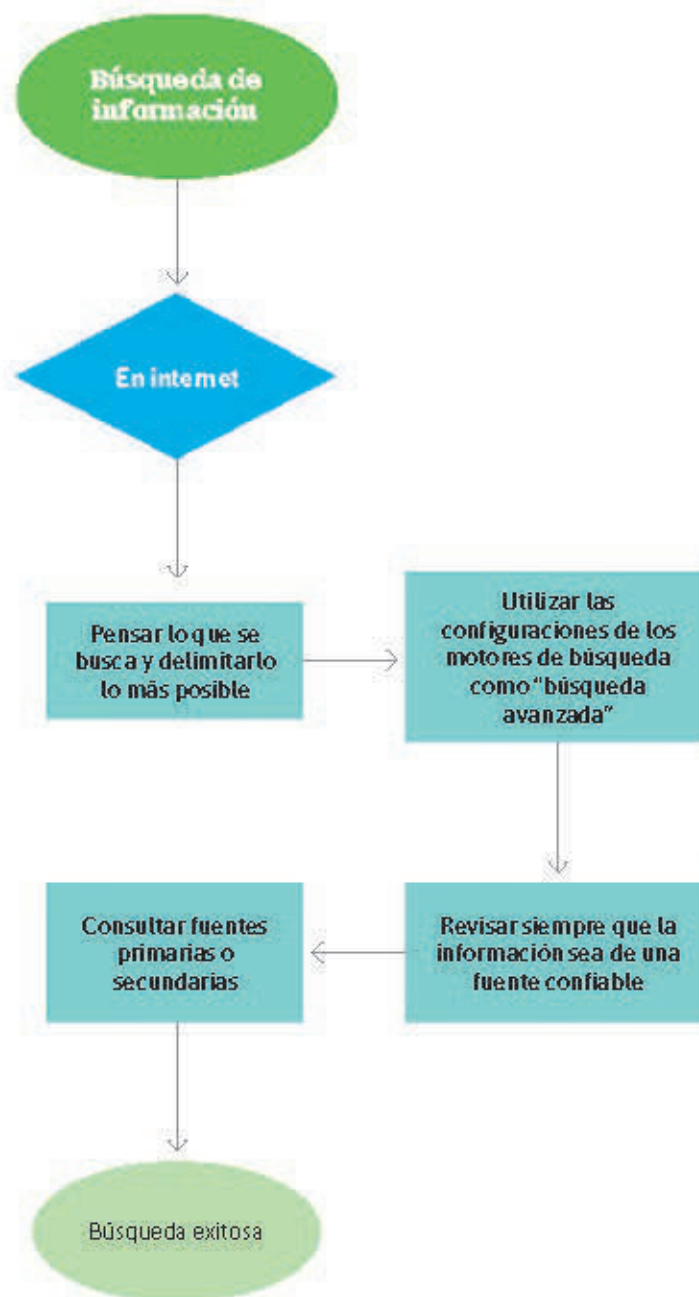 Búsqueda de
información
En internet
Pensar lo que se
busca y delimitarlo
lo más posible
Utilizar las
configuraciones de los
motores de búsqueda
como “búsqueda
avanzada”
Revisar siempre que la
información sea de una
fuente confiable
Consultar fuentes
primarias o
secundarias
Búsqueda exitosa